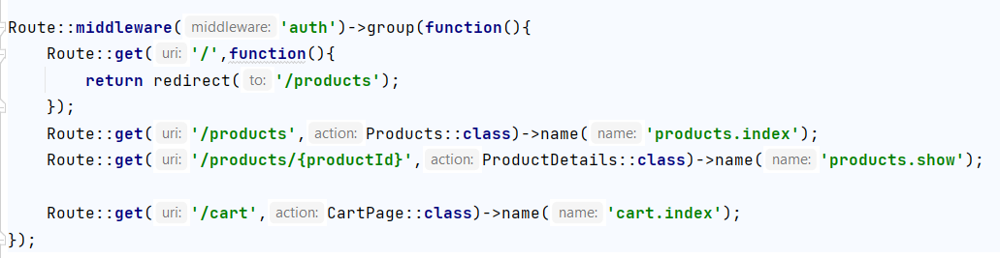 Route::middleware( middleware: 'auth')->group(function(){
Route::get( uri: '/',function(){
return redirect( to: '/products');
});
Route::get( uri: '/products', action: Products::class)->name( name: 'products.index');
Route::get( uri: '/products/{productId}', action: ProductDetails::class)->name( name: 'products.show');
Route::get( uri: '/cart', action: CartPage::class)->name( name: 'cart.index');
});